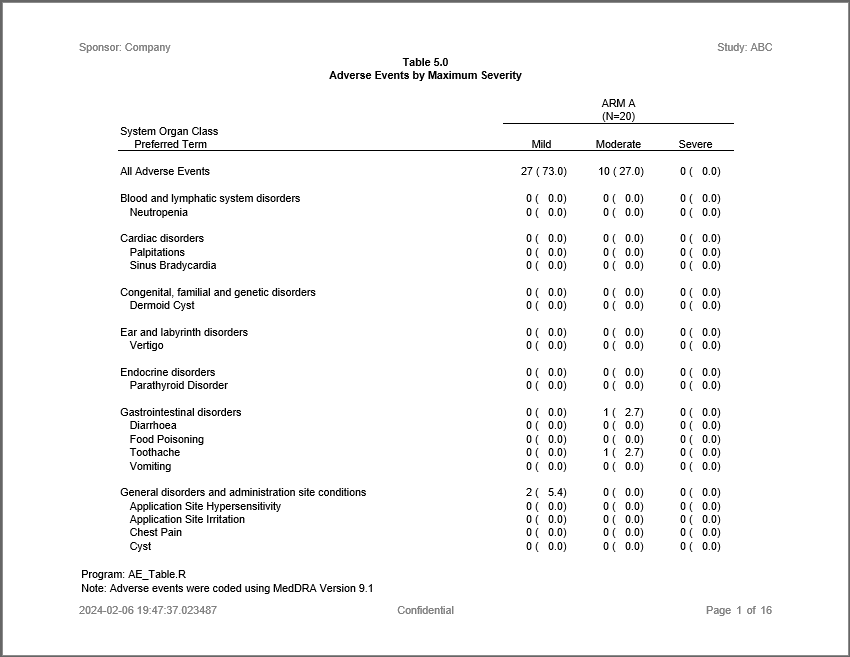 Sponsor: Company Study: ABC
Table 5.0
Adverse Events by Maximum Severity
ARM A
(N=20)
System Organ Class
Preferred Term Mild Moderate Severe
All Adverse Events 27 ( 73.0) 10 ( 27.0) 0 ( 0.0)
Blood and lymphatic system disorders 0 ( 0.0) 0 ( 0.0) 0 ( 0.0)
Neutropenia 0 ( 0.0) 0 ( 0.0) 0 ( 0.0)
Cardiac disorders 0 ( 0.0) 0 ( 0.0) 0 ( 0.0)
Palpitations 0 ( 0.0) 0 ( 0.0) 0 ( 0.0)
Sinus Bradycardia 0 ( 0.0) 0 ( 0.0) 0 ( 0.0)
Congenital, familial and genetic disorders 0 ( 0.0) 0 ( 0.0) 0 ( 0.0)
Dermoid Cyst 0 ( 0.0) 0 ( 0.0) 0 ( 0.0)
Ear and labyrinth disorders 0 ( 0.0) 0 ( 0.0) 0 ( 0.0)
Vertigo 0 ( 0.0) 0 ( 0.0) 0 ( 0.0)
Endocrine disorders 0 ( 0.0) 0 ( 0.0) 0 ( 0.0)
Parathyroid Disorder 0 ( 0.0) 0 ( 0.0) 0 ( 0.0)
Gastrointestinal disorders 0 ( 0.0) 1 ( 2.7) 0 ( 0.0)
Diarrhoea 0 ( 0.0) 0 ( 0.0) 0 ( 0.0)
Food Poisoning 0 ( 0.0) 0 ( 0.0) 0 ( 0.0)
Toothache 0 ( 0.0) 1 ( 2.7) 0 ( 0.0)
Vomiting 0 ( 0.0) 0 ( 0.0) 0 ( 0.0)
General disorders and administration site conditions 2 ( 5.4) 0 ( 0.0) 0 ( 0.0)
Application Site Hypersensitivity 0 ( 0.0) 0 ( 0.0) 0 ( 0.0)
Application Site Irritation 0 ( 0.0) 0 ( 0.0) 0 ( 0.0)
Chest Pain 0 ( 0.0) 0 ( 0.0) 0 ( 0.0)
Cyst 0 ( 0.0) 0 ( 0.0) 0 ( 0.0)
Program: AE_Table.R
Note: Adverse events were coded using MedDRA Version 9.1
2024-02-06 19:47:37.023487 Confidential Page 1 of 16